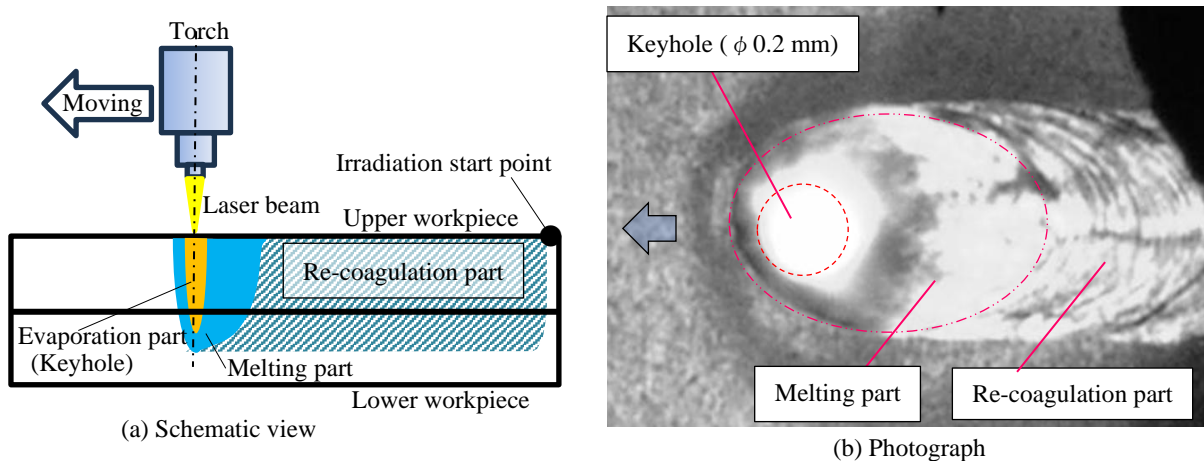 Torch
Moving
Irradiation start point
Laser beam
Upper workpiece
Re-coagulation part
Evaporation part
(Keyhole)
Melting part
Lower workpiece
(a) Schematic view
Keyhole ( φ 0.2 mm)
Melting part
Re-coagulation part
(b) Photograph